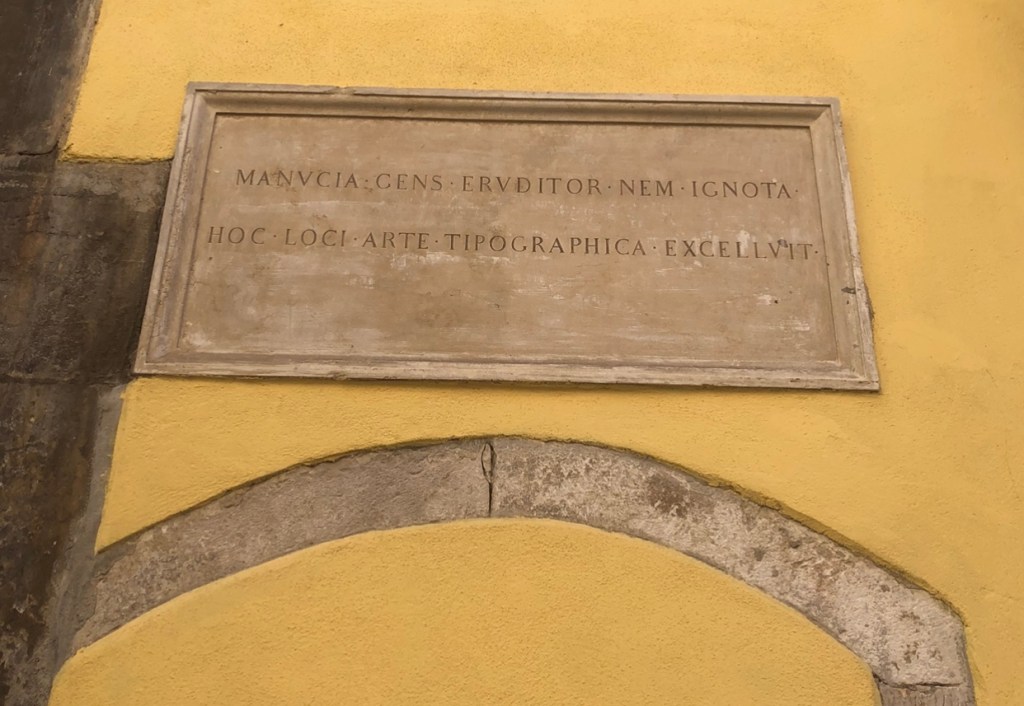 MANVCIA · GENS · ERVDITOR · NEM · IGNOTA ·
HOC · LOCI · ARTE · TIPOGRAPHICA · EXCELLVIT ·